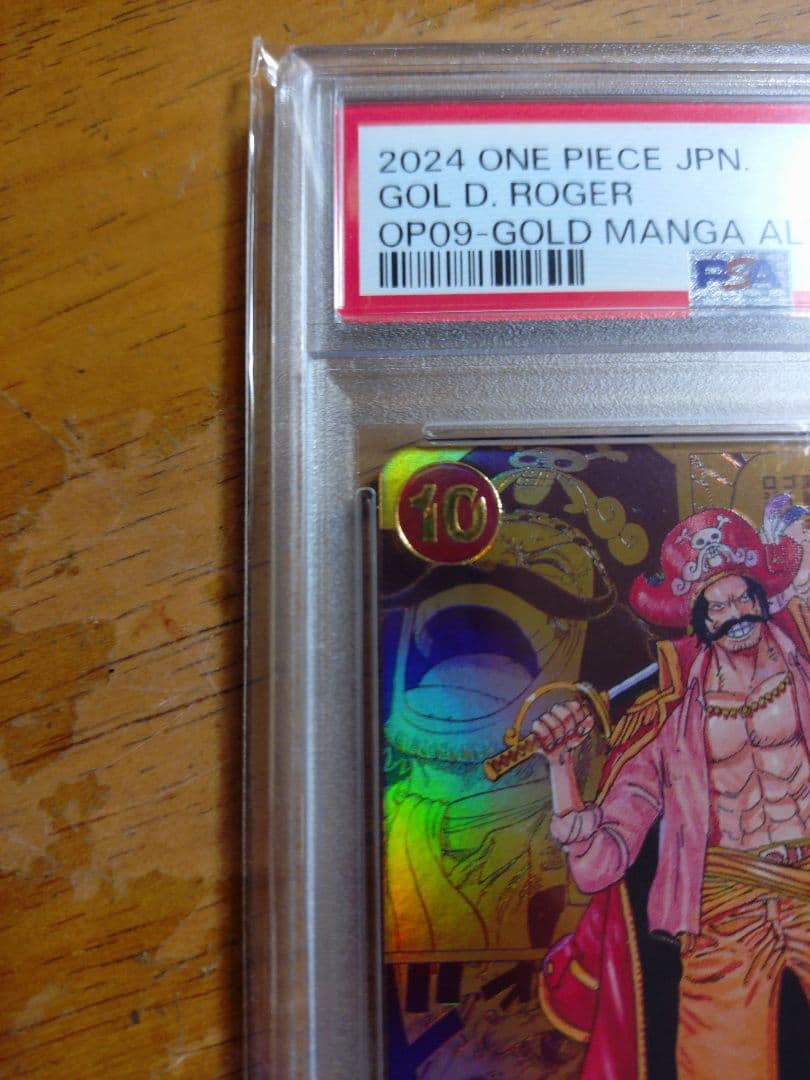 2024 ONE PIECE JPN.
GOL D. ROGER
OP09-GOLD MANGA AL
PSA
10